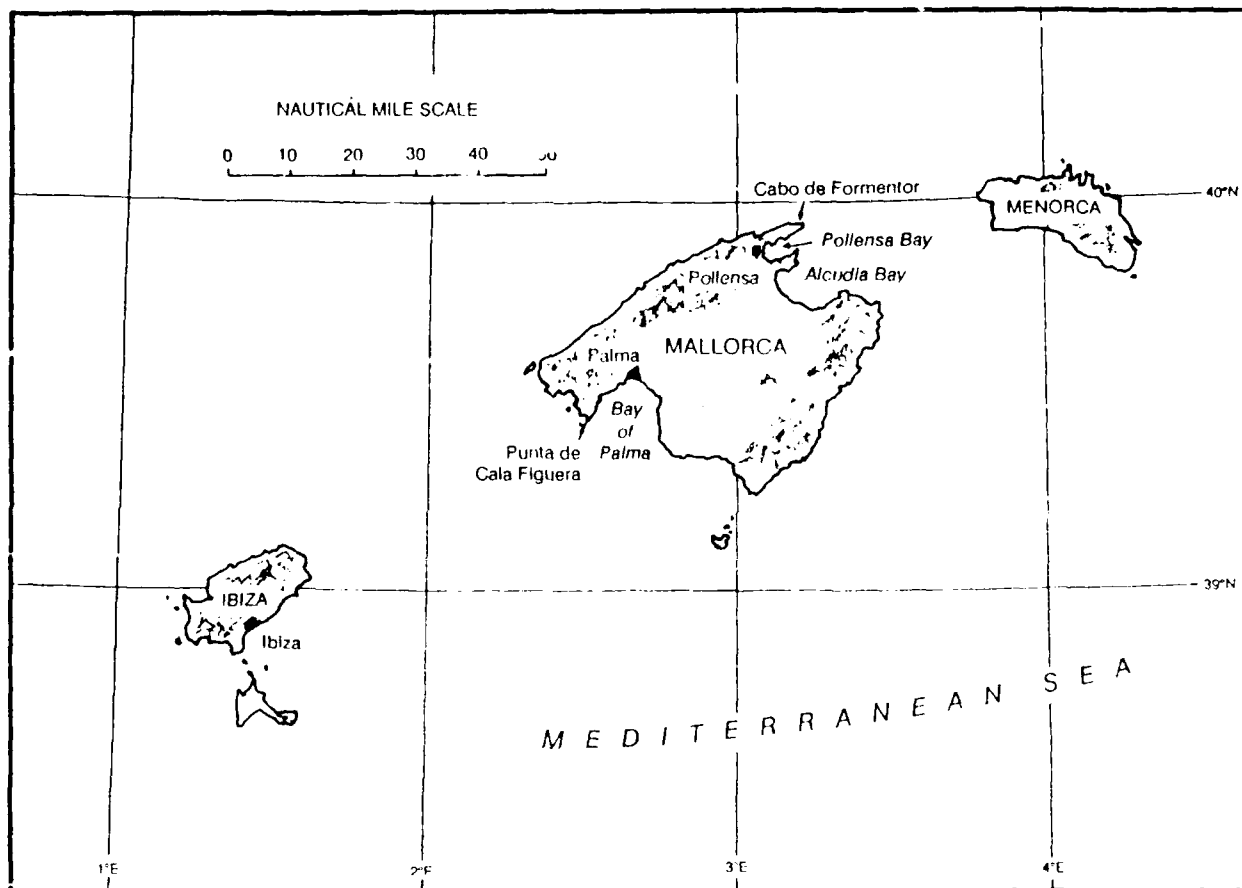 NAUTICAL MILE SCALE
0 10 20 30 40
Cabo de Formentor
40°N
MENORCA
Pollensa Bay
Pollensa
Alcudia Bay
MALLORCA
Palma
Bay
of
Palma
Punta de
Cala Figuera
39°N
IBIZA
Ibiza
MEDITERRANEAN SEA
1°E 2°E 3°E 4°E